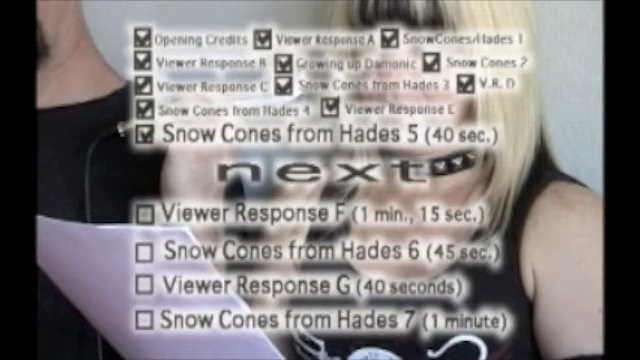 Opening Credits Viewer Response A SnowCones/Hades 1
Viewer Response B Growing up Damonic Snow Cones 2
Viewer Response C Snow Cones from Hades 3 V.R. D
Snow Cones from Hades 4 Viewer Response E
Snow Cones from Hades 5 (40 sec.)
next
Viewer Response F (1 min., 15 sec.)
Snow Cones from Hades 6 (45 sec.)
Viewer Response G (40 seconds)
Snow Cones from Hades 7 (1 minute)